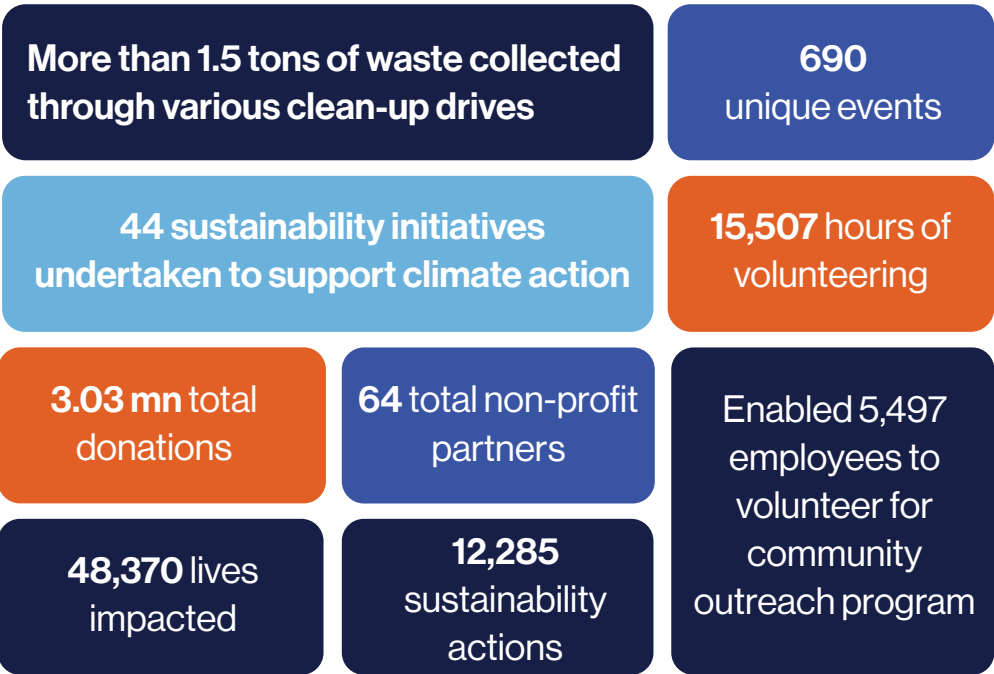 More than 1.5 tons of waste collected
through various clean-up drives
690
unique events
44 sustainability initiatives
undertaken to support climate action
15,507 hours of
volunteering
3.03 mn total
donations
64 total non-profit
partners
Enabled 5,497
employees to
volunteer for
community
outreach program
48,370 lives
impacted
12,285
sustainability
actions